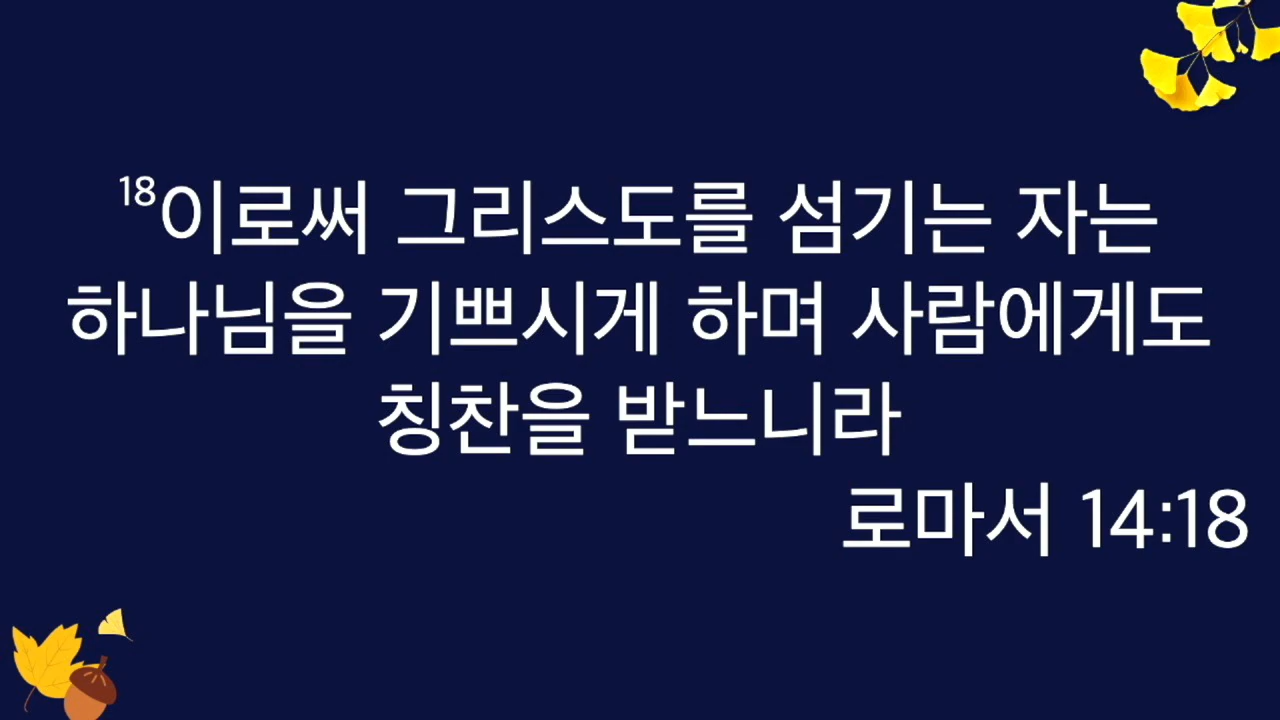 18이로써 그리스도를 섬기는 자는
하나님을 기쁘시게 하며 사람에게도
칭찬을 받느니라
로마서 14:18